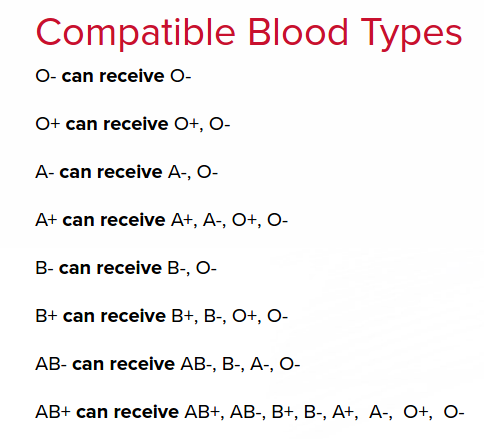 Compatible Blood Types
O- can receive O-
O+ can receive O+, O-
A- can receive A-, O-
A+ can receive A+, A-, O+, O-
B- can receive B-, O-
B+ can receive B+, B-, O+, O-
AB- can receive AB-, B-, A-, O-
AB+ can receive AB+, AB-, B+, B-, A+, A-, O+, O-